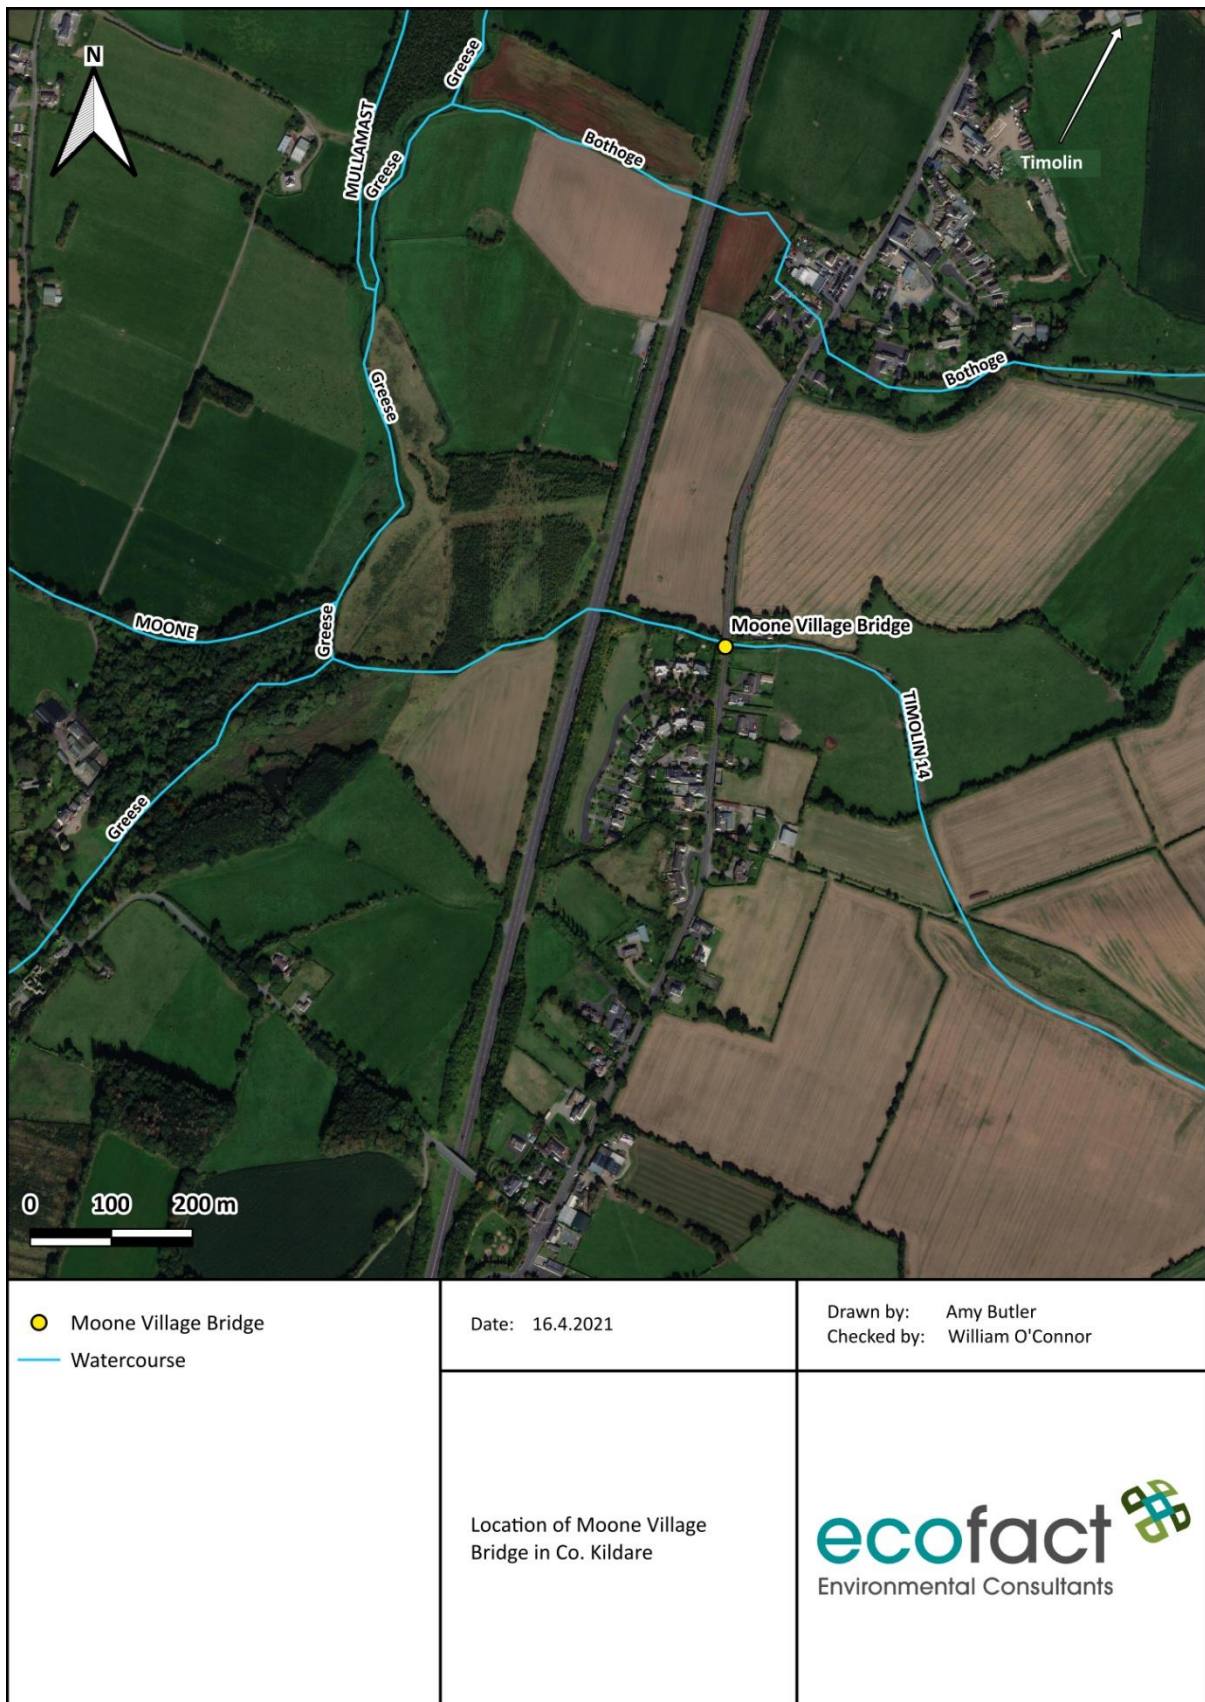 N
Greese
MULLAMAST
Greese
Bothoge
Timolin
Bothoge
Greese
MOONE
Greese
Moone Village Bridge
TIMOLIN 14
Greese
0 100 200 m
Moone Village Bridge
Watercourse
Date: 16.4.2021
Drawn by: Amy Butler
Checked by: William O'Connor
Location of Moone Village
Bridge in Co. Kildare
ecofact
Environmental Consultants